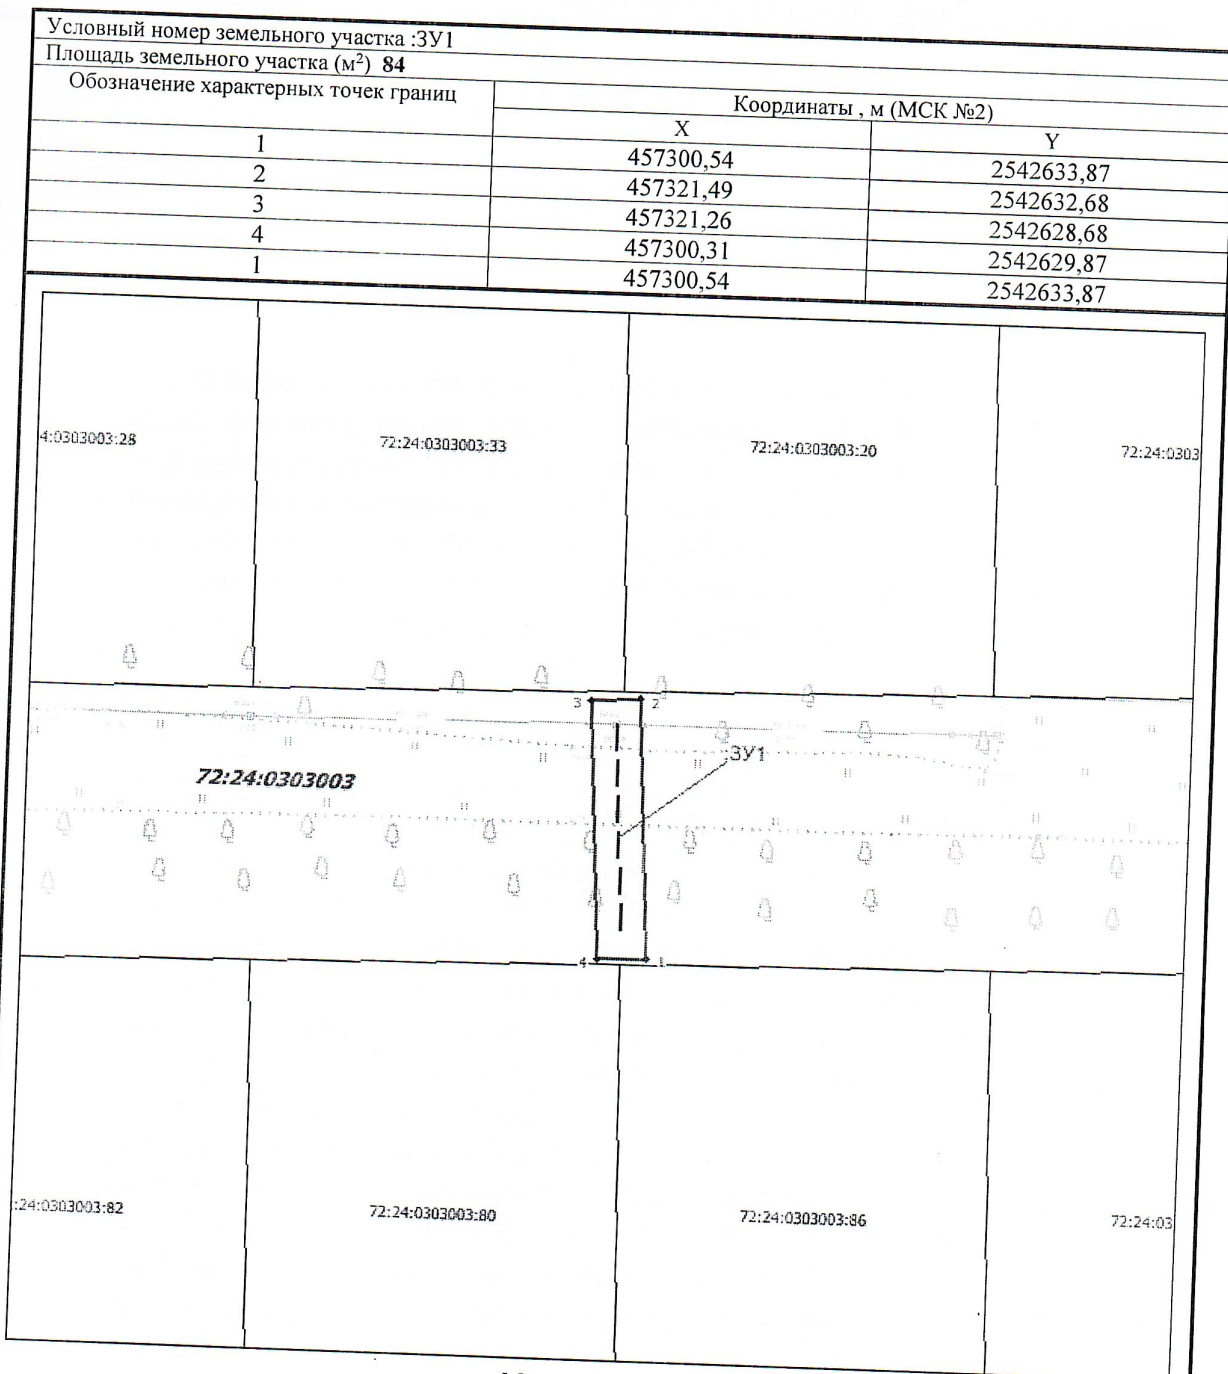 Условный номер земельного участка :ЗУ1
Площадь земельного участка (м²) 84
Обозначение характерных точек границ
Координаты , м (МСК №2)
X Y
1 457300,54 2542633,87
2 457321,49 2542632,68
3 457321,26 2542628,68
4 457300,31 2542629,87
1 457300,54 2542633,87
4:0303003:28 72:24:0303003:33 72:24:0303003:20 72:24:0303
3 2
:ЗУ1
72:24:0303003
4 1
:24:0303003:82 72:24:0303003:80 72:24:0303003:86 72:24:03